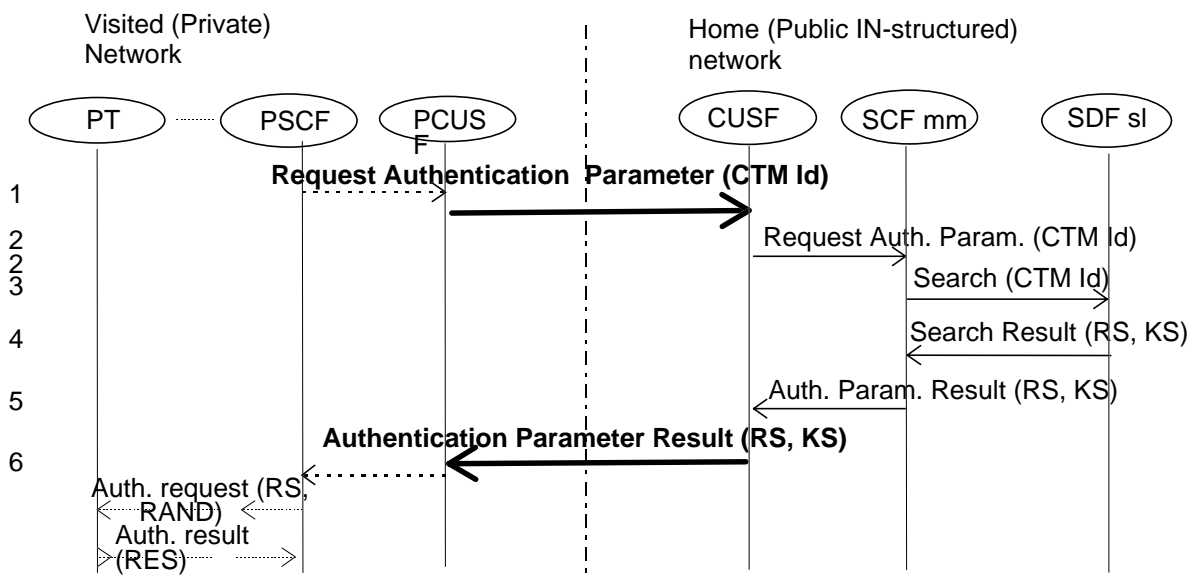 Visited (Private)
Network
Home (Public IN-structured)
network
PT
PSCF
PCUS
F
CUSF
SCF mm
SDF sl
Request Authentication Parameter (CTM Id)
1
2
Request Auth. Param. (CTM Id)
2
3
Search (CTM Id)
4
Search Result (RS, KS)
5
Auth. Param. Result (RS, KS)
Authentication Parameter Result (RS, KS)
6
Auth. request (RS,
RAND)
Auth. result
(RES)